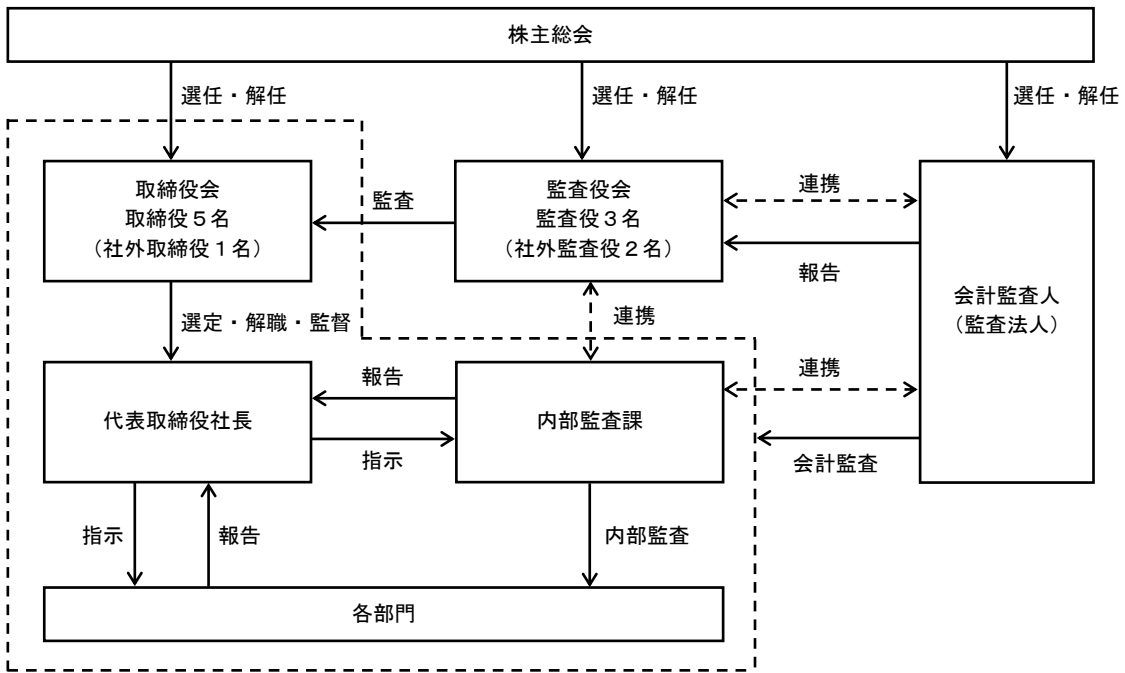 株主総会
選任・解任
選任・解任
選任・解任
取締役会
取締役５名
（社外取締役１名）
監査
監査役会
監査役３名
（社外監査役２名）
連携
報告
会計監査人
（監査法人）
選定・解職・監督
連携
代表取締役社長
報告
指示
内部監査課
連携
会計監査
指示
報告
内部監査
各部門